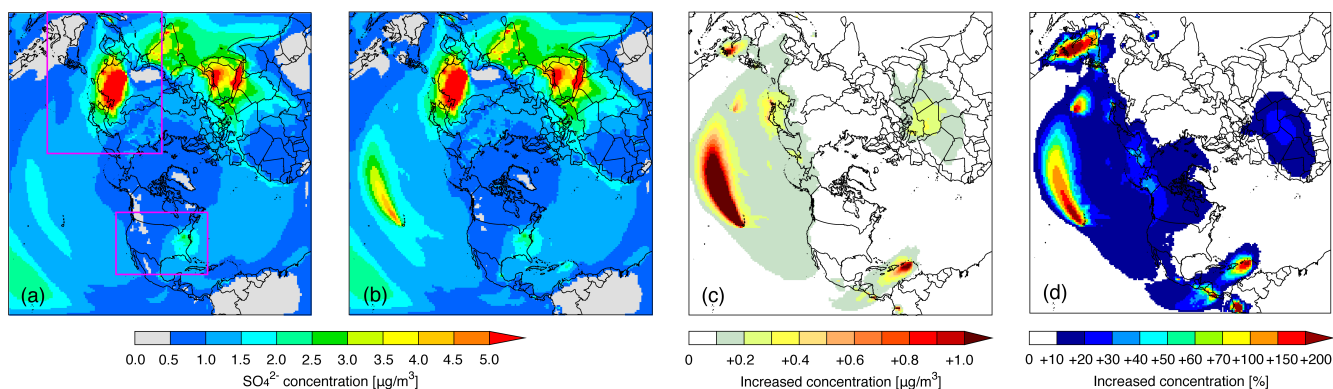 (a)
(b)
(c)
(d)
0.0 0.5 1.0 1.5 2.0 2.5 3.0 3.5 4.0 4.5 5.0
SO₄²⁻ concentration [μg/m³]
0 +0.2 +0.4 +0.6 +0.8 +1.0
Increased concentration [μg/m³]
0 +10 +20 +30 +40 +50 +60 +70 +100 +150 +200
Increased concentration [%]